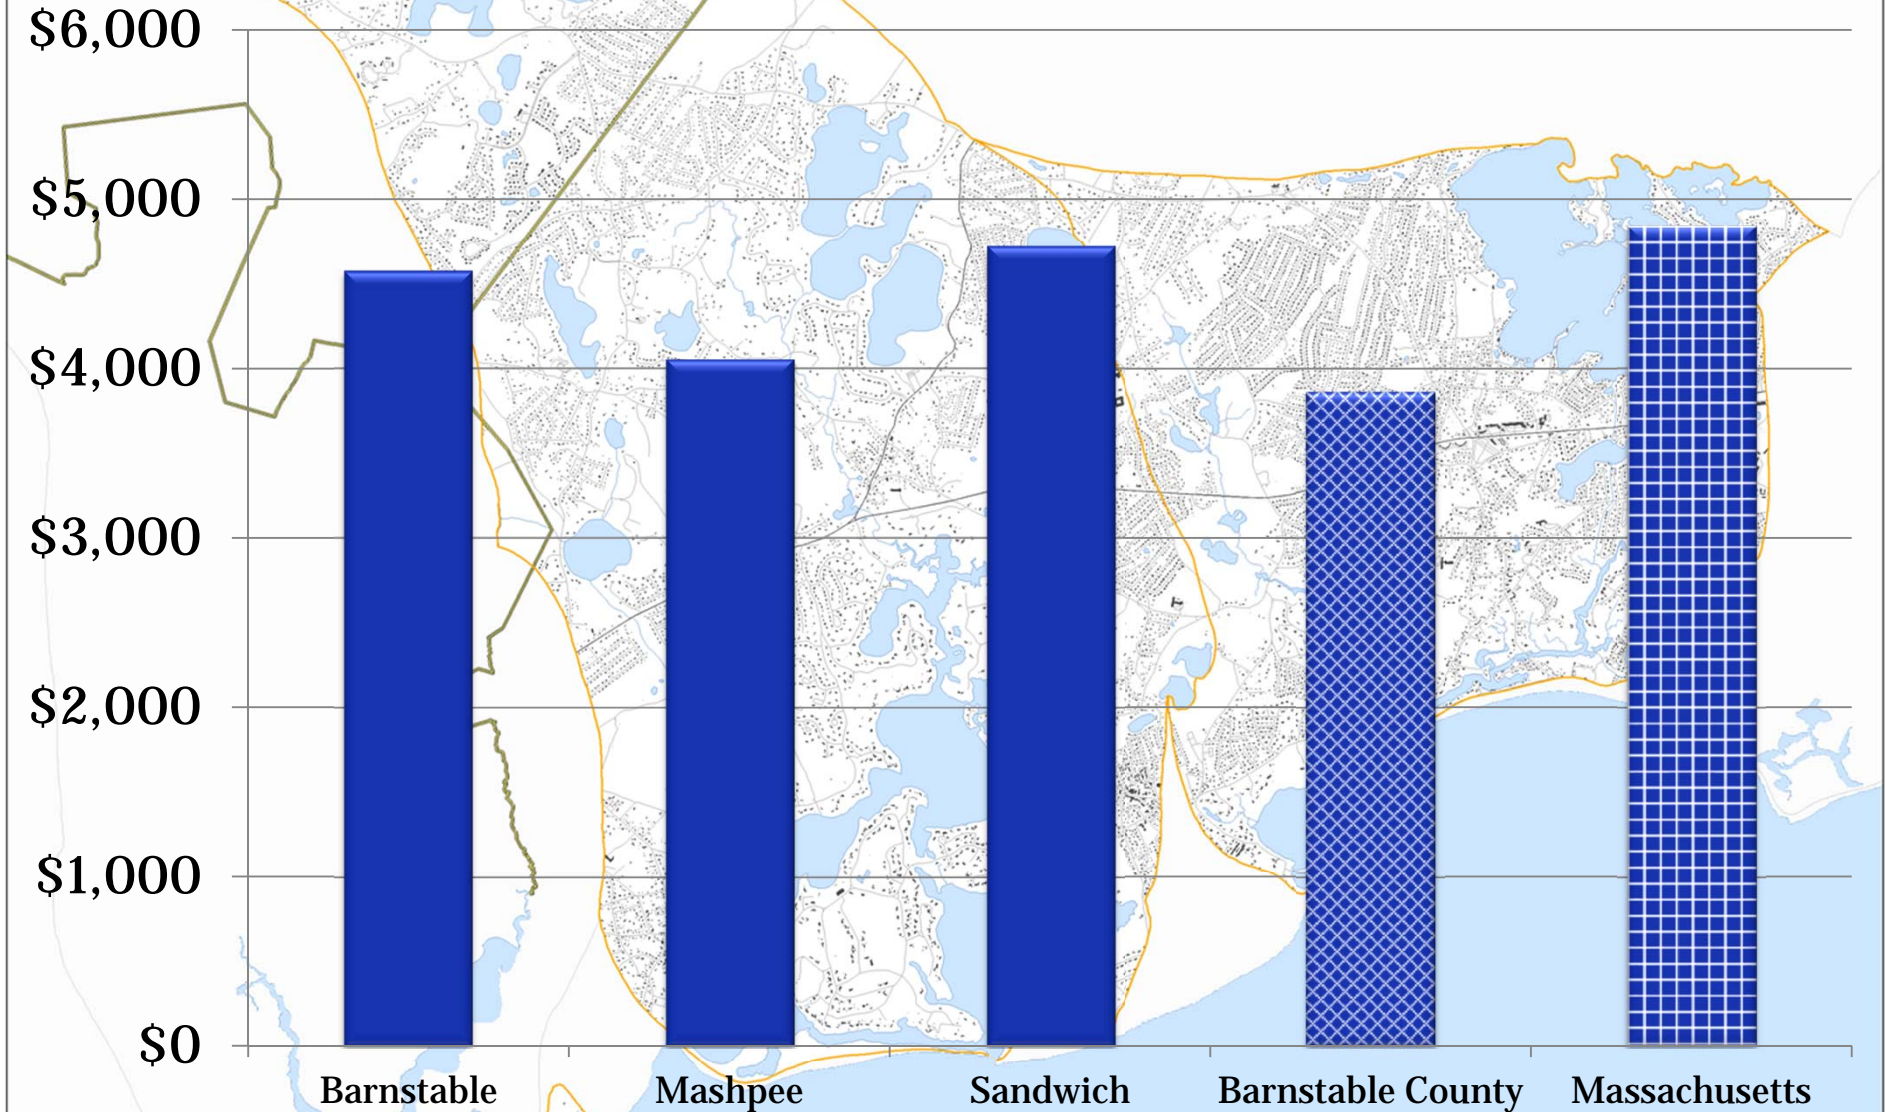 $6,000
$5,000
$4,000
$3,000
$2,000
$1,000
$0
Barnstable
Mashpee
Sandwich
Barnstable County
Massachusetts